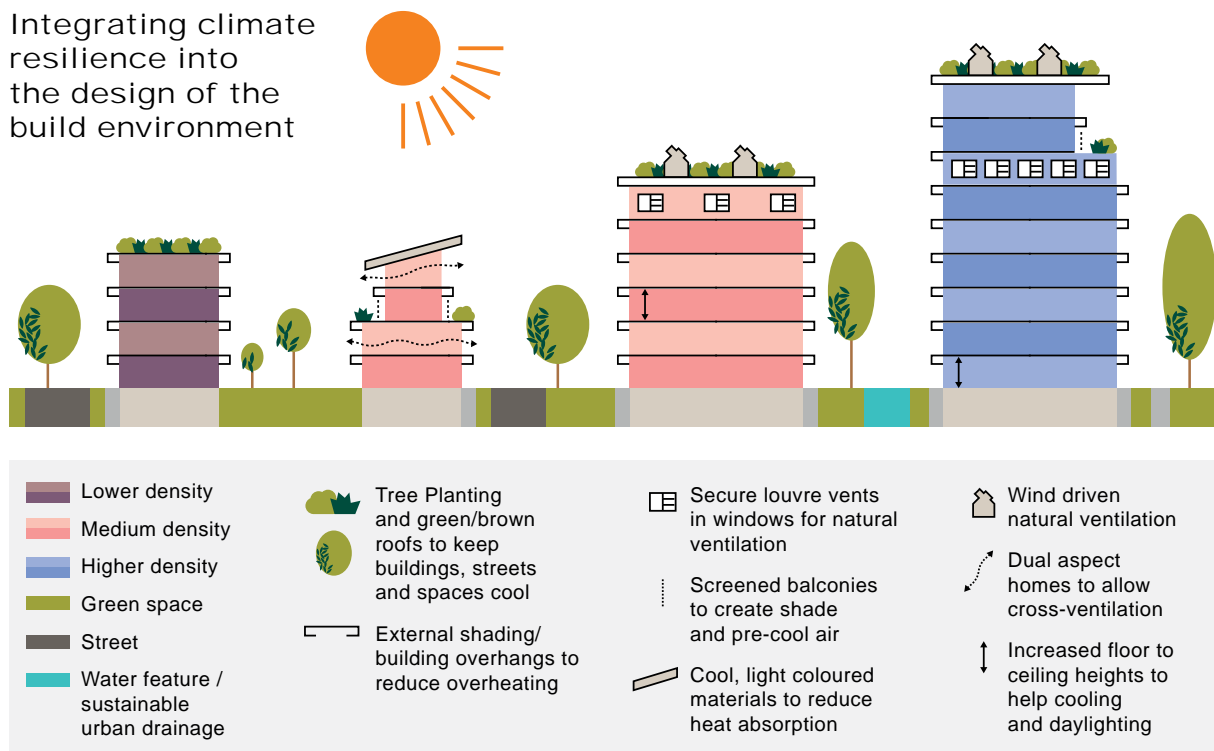 Integrating climate
resilience into
the design of the
build environment
Lower density
Medium density
Higher density
Green space
Street
Water feature /
sustainable
urban drainage
Tree Planting
and green/brown
roofs to keep
buildings, streets
and spaces cool
External shading/
building overhangs to
reduce overheating
Secure louvre vents
in windows for natural
ventilation
Screened balconies
to create shade
and pre-cool air
Cool, light coloured
materials to reduce
heat absorption
Wind driven
natural ventilation
Dual aspect
homes to allow
cross-ventilation
Increased floor to
ceiling heights to
help cooling
and daylighting